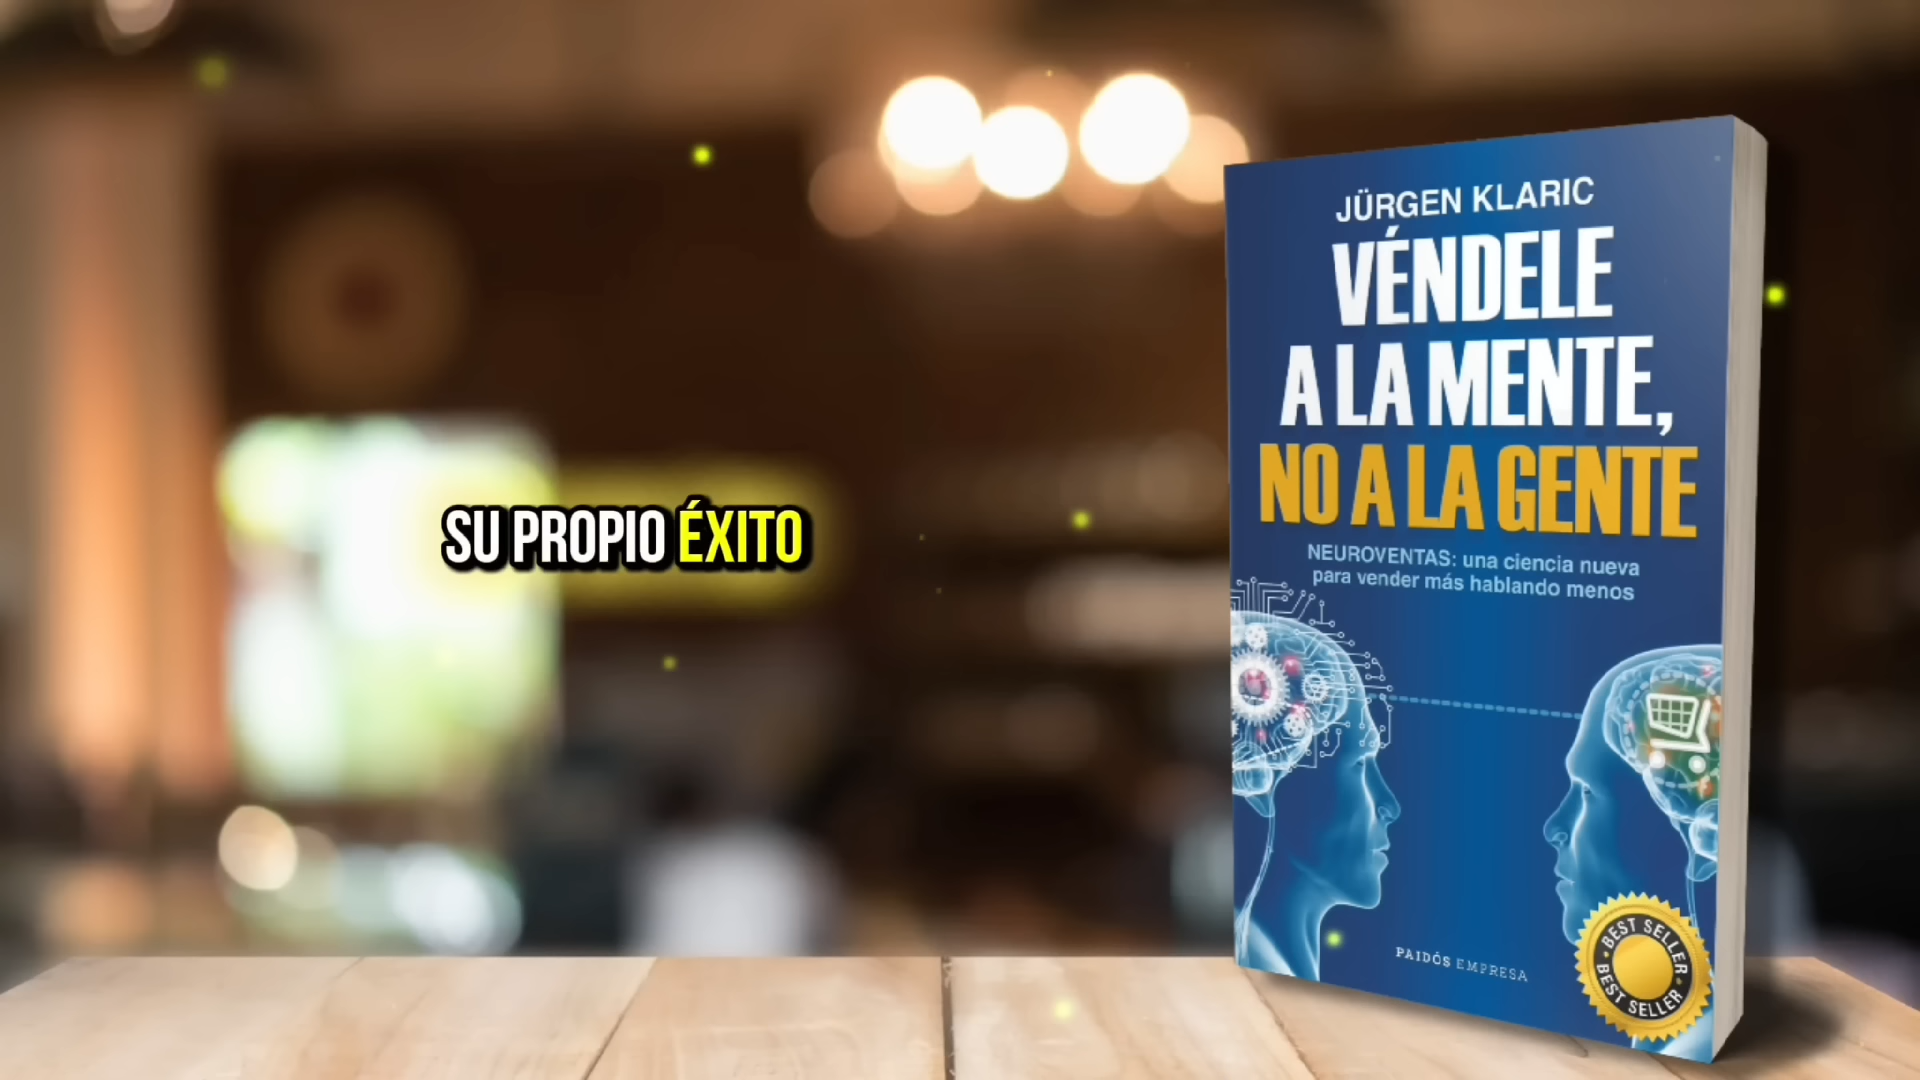 SU PROPIO ÉXITO
JÜRGEN KLARIC
VÉNDELE
A LA MENTE,
NO A LA GENTE
NEUROVENTAS: una ciencia nueva
para vender más hablando menos
PAIDÓS EMPRESA
BEST SELLER
BEST SELLER